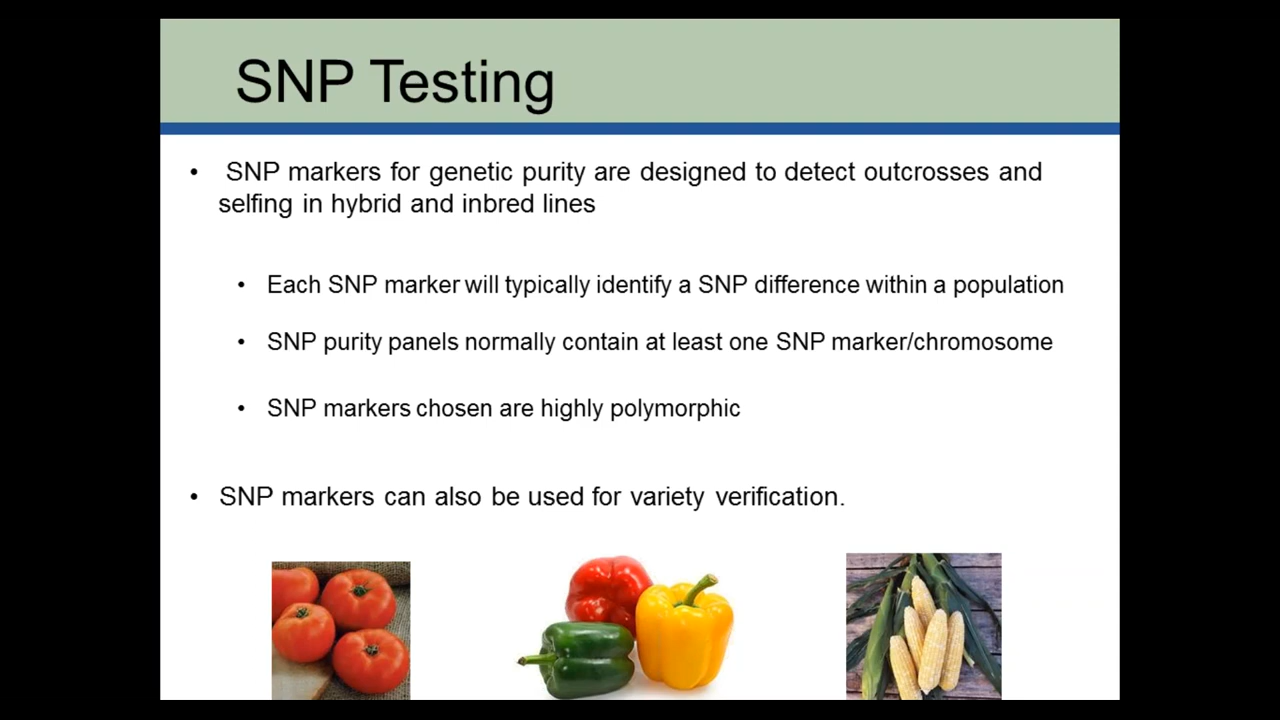 SNP Testing
• SNP markers for genetic purity are designed to detect outcrosses and
selfing in hybrid and inbred lines
• Each SNP marker will typically identify a SNP difference within a population
• SNP purity panels normally contain at least one SNP marker/chromosome
• SNP markers chosen are highly polymorphic
• SNP markers can also be used for variety verification.